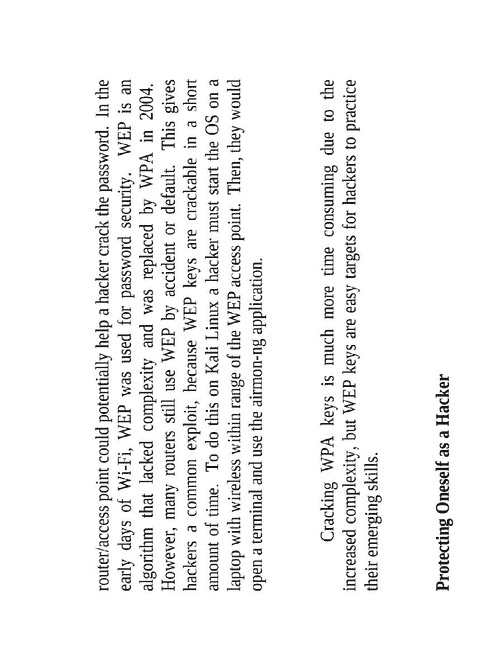 router/access point could potentially help a hacker crack the password. In the
early days of Wi-Fi, WEP was used for password security. WEP is an
algorithm that lacked complexity and was replaced by WPA in 2004.
However, many routers still use WEP by accident or default. This gives
hackers a common exploit, because WEP keys are crackable in a short
amount of time. To do this on Kali Linux a hacker must start the OS on a
laptop with wireless within range of the WEP access point. Then, they would
open a terminal and use the airmon-ng application.
Cracking WPA keys is much more time consuming due to the
increased complexity, but WEP keys are easy targets for hackers to practice
their emerging skills.
Protecting Oneself as a Hacker